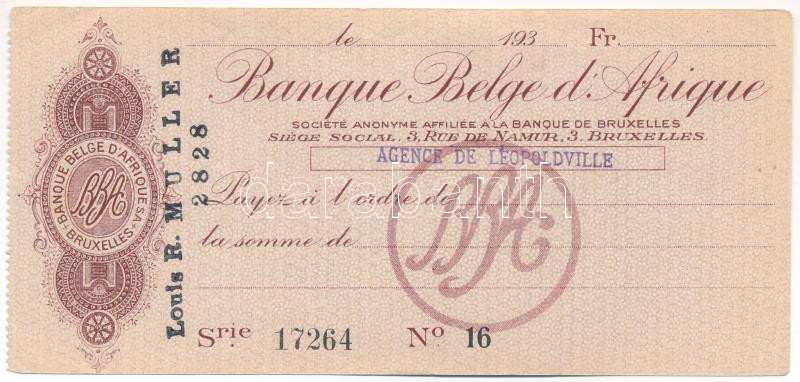 le 193 Fr.
Banque Belge d'Afrique
SOCIÉTÉ ANONYME AFFILIÉE A LA BANQUE DE BRUXELLES
SIÈGE SOCIAL, 3, RUE DE NAMUR, 3, BRUXELLES
AGENCE DE LÉOPOLDVILLE
Payez à l'ordre de
la somme de
Srie 17264 No 16
Louis R. MULLER
2828
BANQUE BELGE D'AFRIQUE S.A.
BBA
BRUXELLES
BBA
darabanth